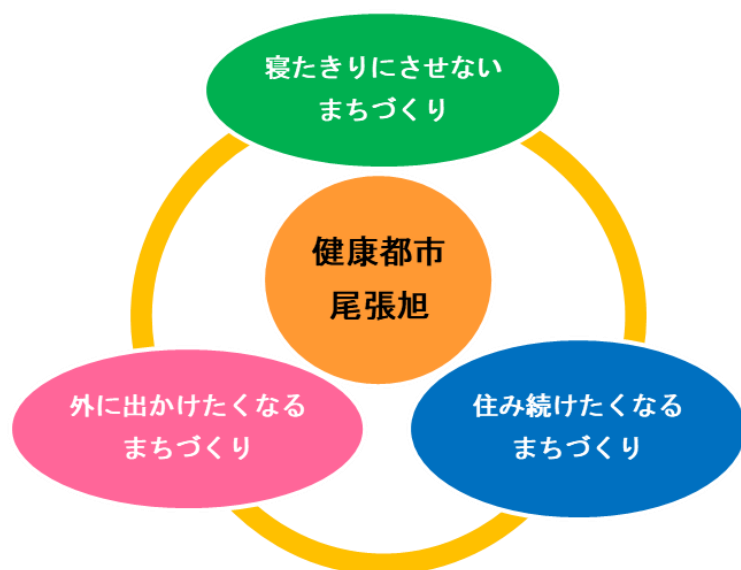 寝たきりにさせない
まちづくり
健康都市
尾張旭
外に出かけたくなる
まちづくり
住み続けたくなる
まちづくり